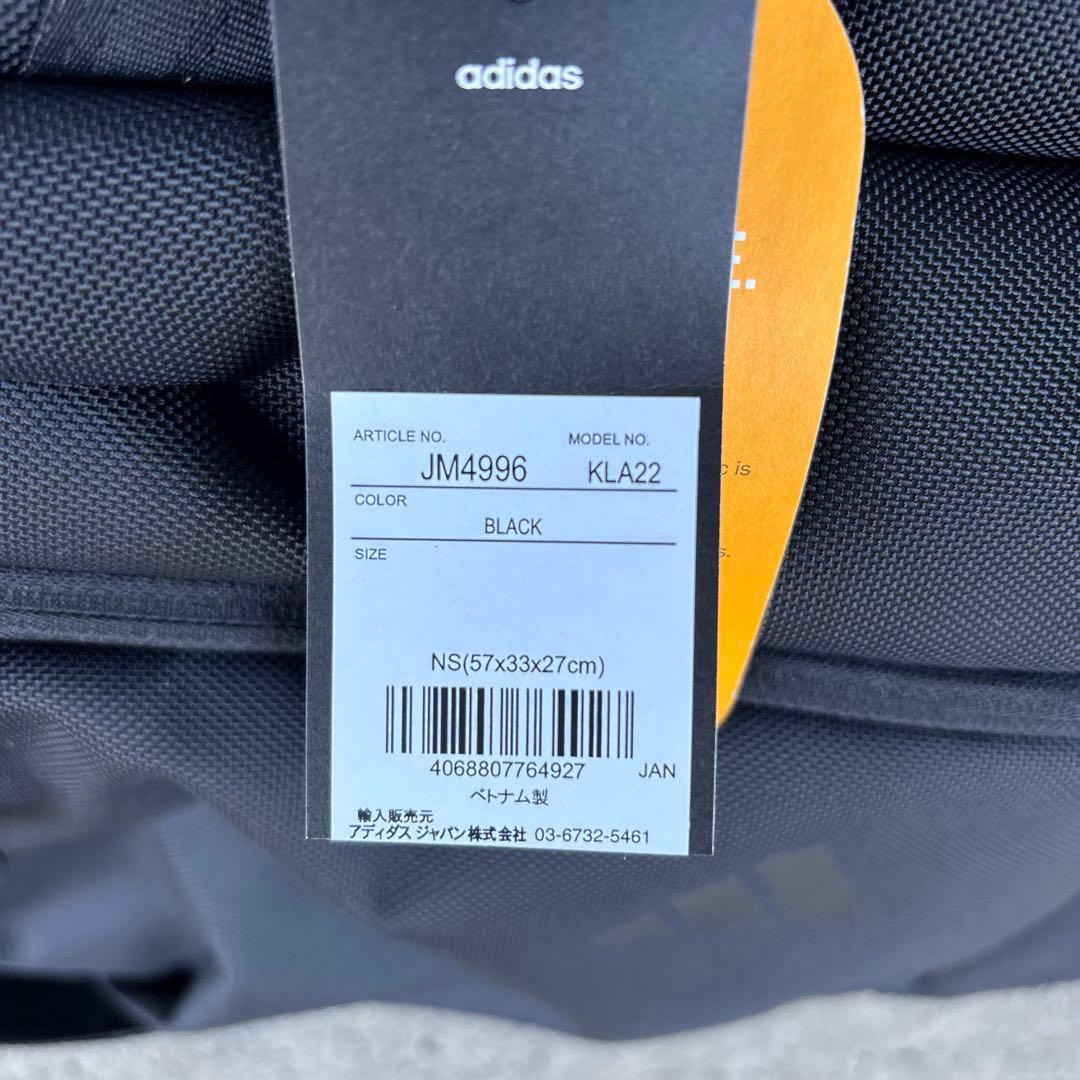 adidas
E.
ARTICLE NO. MODEL NO.
JM4996 KLA22
COLOR
BLACK
SIZE
NS(57x33x27cm)
4068807764927 JAN
ベトナム製
輸入販売元
アディダス ジャパン株式会社 03-6732-5461
c is
s.